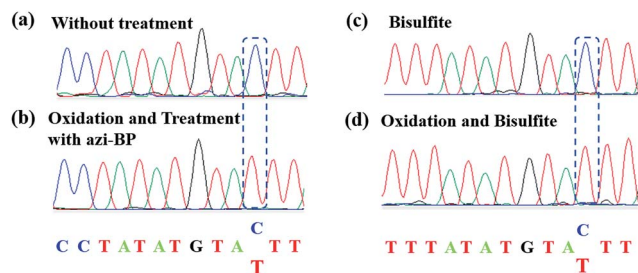 (a) Without treatment
(b) Oxidation and Treatment
with azi-BP
C C T A T A T G T A C T T
T
(c) Bisulfite
(d) Oxidation and Bisulfite
T T T A T A T G T A C T T
T